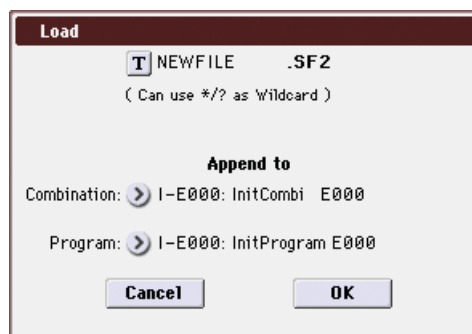 Load
T NEWFILE .SF2
( Can use */? as Wildcard )
Append to
Combination: I-E000: InitCombi E000
Program: I-E000: InitProgram E000
Cancel OK